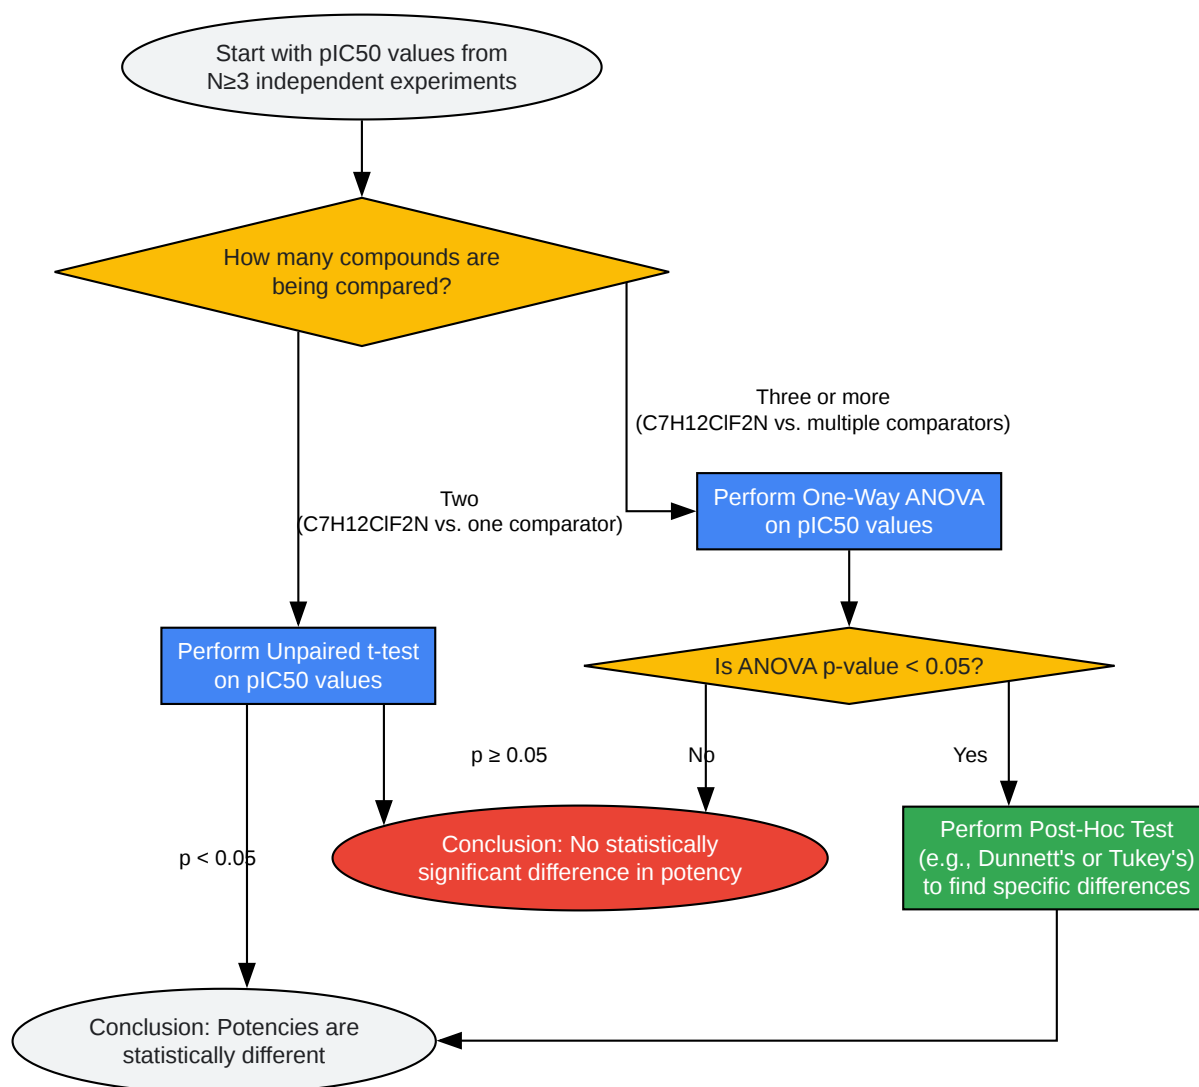 Start with pIC50 values from
N≥3 independent experiments
How many compounds are
being compared?
Three or more
(C7H12ClF2N vs. multiple comparators)
Two
(C7H12ClF2N vs. one comparator)
Perform One-Way ANOVA
on pIC50 values
Perform Unpaired t-test
on pIC50 values
Is ANOVA p-value < 0.05?
p ≥ 0.05
No
Yes
p < 0.05
Conclusion: No statistically
significant difference in potency
Perform Post-Hoc Test
(e.g., Dunnett's or Tukey's)
to find specific differences
Conclusion: Potencies are
statistically different